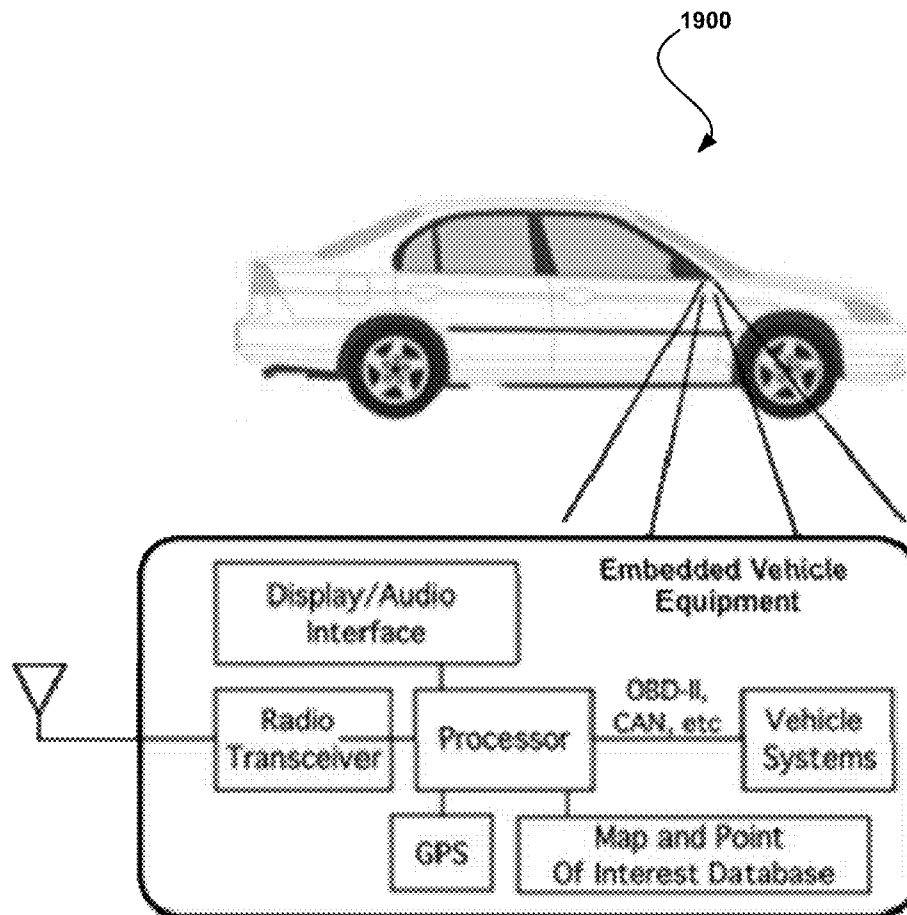 1900
Embedded Vehicle
Equipment
Display/Audio
Interface
Radio
Transceiver
Processor
OBD-II,
CAN, etc
Vehicle
Systems
GPS
Map and Point
Of Interest Database